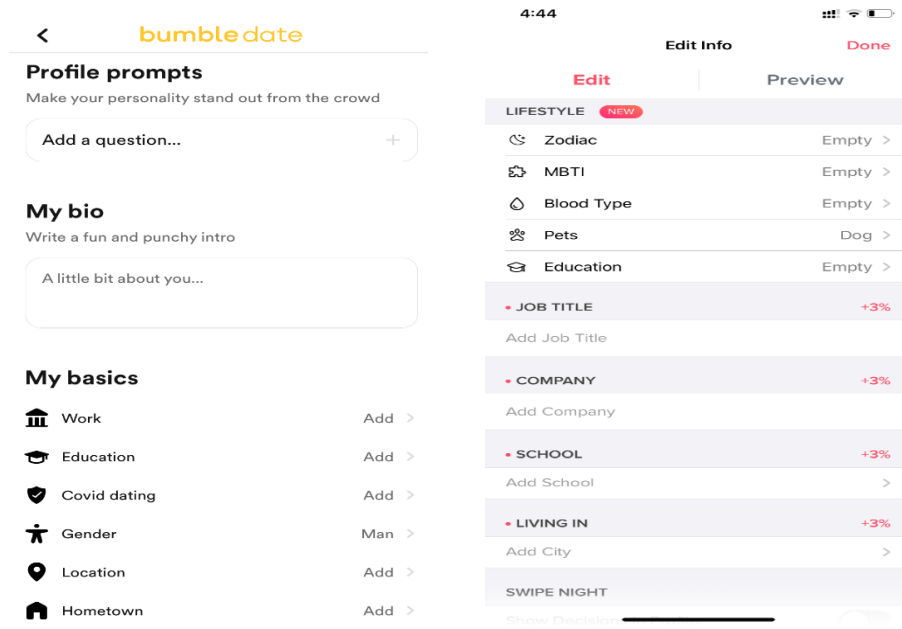 bumble date
Profile prompts
Make your personality stand out from the crowd
Add a question...
My bio
Write a fun and punchy intro
A little bit about you...
My basics
Work Add
Education Add
Covid dating Add
Gender Man
Location Add
Hometown Add
4:44
Edit Info Done
Edit Preview
LIFESTYLE NEW
Zodiac Empty
MBTI Empty
Blood Type Empty
Pets Dog
Education Empty
• JOB TITLE +3%
Add Job Title
• COMPANY +3%
Add Company
• SCHOOL +3%
Add School
• LIVING IN +3%
Add City
SWIPE NIGHT
Show Decision